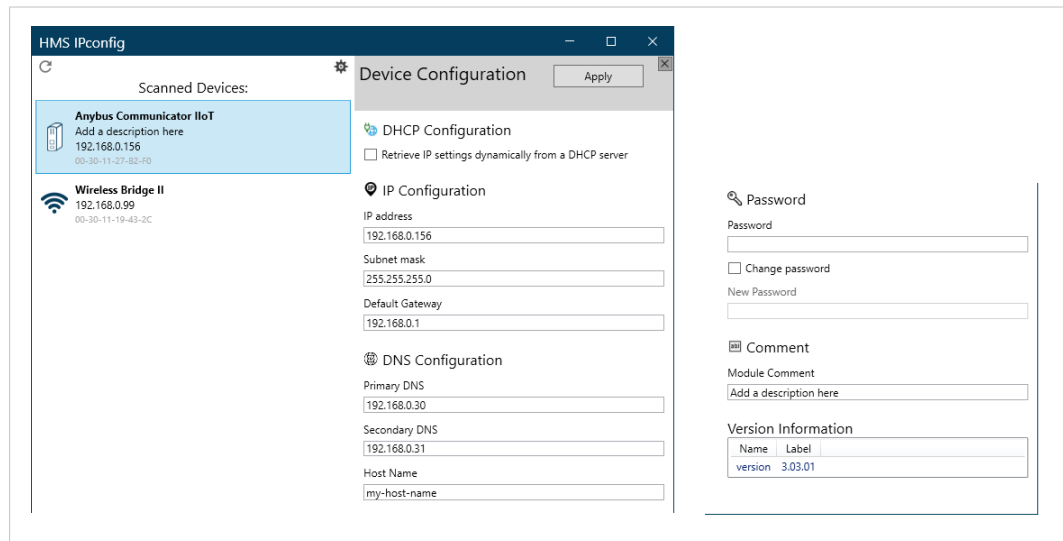 HMS IPconfig
Scanned Devices:
Anybus Communicator IIoT
Add a description here
192.168.0.156
00-30-11-27-82-F0
Wireless Bridge II
192.168.0.99
00-30-11-19-43-2C
Device Configuration
Apply
DHCP Configuration
Retrieve IP settings dynamically from a DHCP server
IP Configuration
IP address
192.168.0.156
Subnet mask
255.255.255.0
Default Gateway
192.168.0.1
DNS Configuration
Primary DNS
192.168.0.30
Secondary DNS
192.168.0.31
Host Name
my-host-name
Password
Password
Change password
New Password
Comment
Module Comment
Add a description here
Version Information
Name Label
version 3.03.01